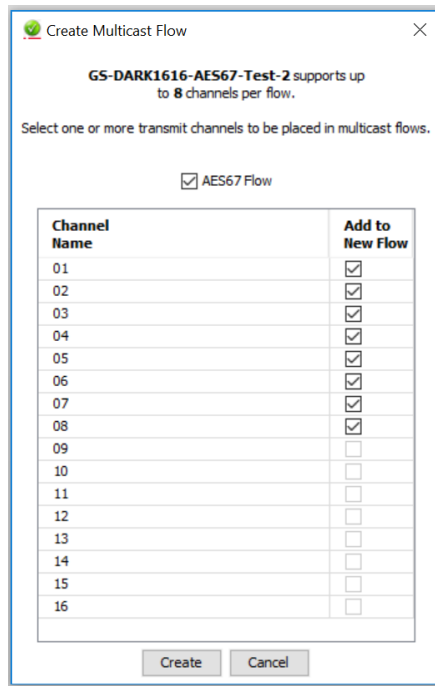 Create Multicast Flow
GS-DARK1616-AES67-Test-2 supports up
to 8 channels per flow.
Select one or more transmit channels to be placed in multicast flows.
AES67 Flow
Channel Name
Add to New Flow
01
02
03
04
05
06
07
08
09
10
11
12
13
14
15
16
Create
Cancel